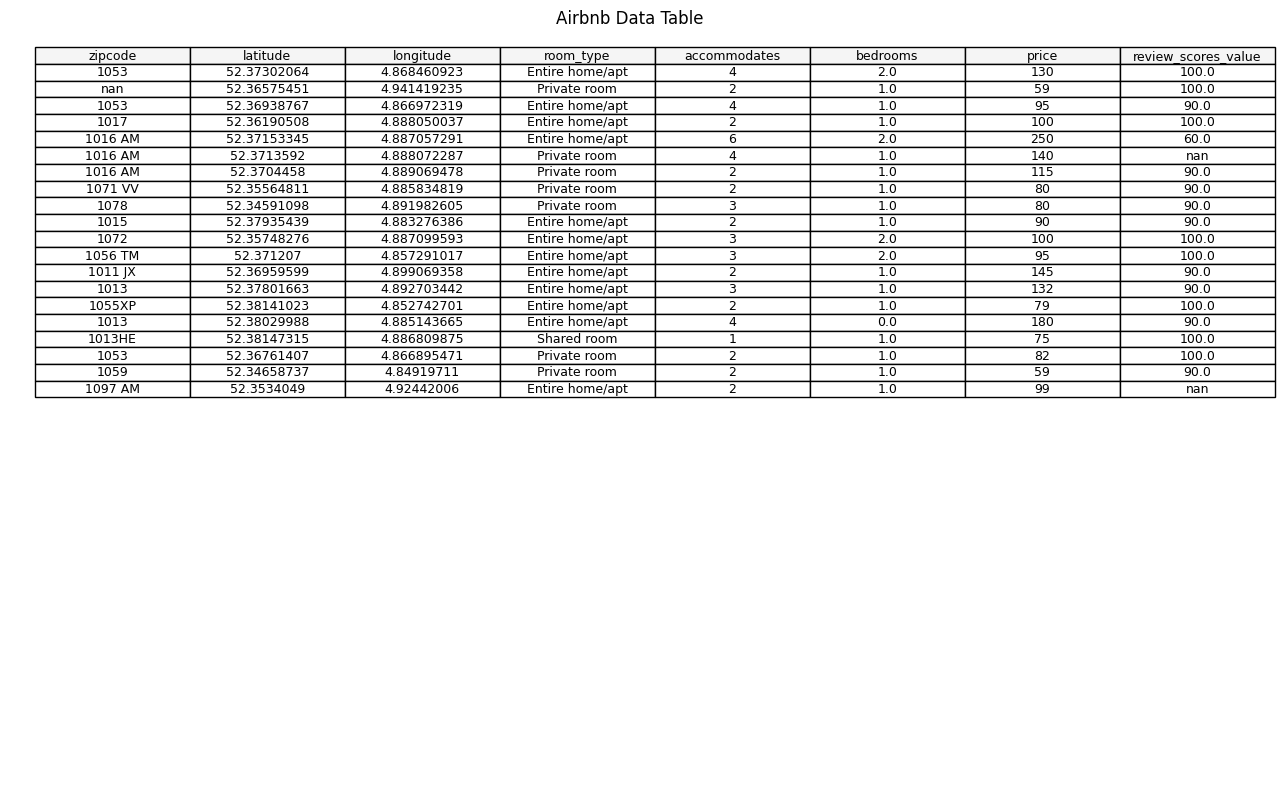 Airbnb Data Table
zipcode latitude longitude room_type accommodates bedrooms price review_scores_value
1053 52.37302064 4.868460923 Entire home/apt 4 2.0 130 100.0
nan 52.36575451 4.941419235 Private room 2 1.0 59 100.0
1053 52.36938767 4.866972319 Entire home/apt 4 1.0 95 90.0
1017 52.36190508 4.888050037 Entire home/apt 2 1.0 100 100.0
1016 AM 52.37153345 4.887057291 Entire home/apt 6 2.0 250 60.0
1016 AM 52.3713592 4.888072287 Private room 4 1.0 140 nan
1016 AM 52.3704458 4.889069478 Private room 2 1.0 115 90.0
1071 VV 52.35564811 4.885834819 Private room 2 1.0 80 90.0
1078 52.34591098 4.891982605 Private room 3 1.0 80 90.0
1015 52.37935439 4.883276386 Entire home/apt 2 1.0 90 90.0
1072 52.35748276 4.887099593 Entire home/apt 3 2.0 100 100.0
1056 TM 52.371207 4.857291017 Entire home/apt 3 2.0 95 100.0
1011 JX 52.36959599 4.899069358 Entire home/apt 2 1.0 145 90.0
1013 52.37801663 4.892703442 Entire home/apt 3 1.0 132 90.0
1055XP 52.38141023 4.852742701 Entire home/apt 2 1.0 79 100.0
1013 52.38029988 4.885143665 Entire home/apt 4 0.0 180 90.0
1013HE 52.38147315 4.886809875 Shared room 1 1.0 75 100.0
1053 52.36761407 4.866895471 Private room 2 1.0 82 100.0
1059 52.34658737 4.84919711 Private room 2 1.0 59 90.0
1097 AM 52.3534049 4.92442006 Entire home/apt 2 1.0 99 nan